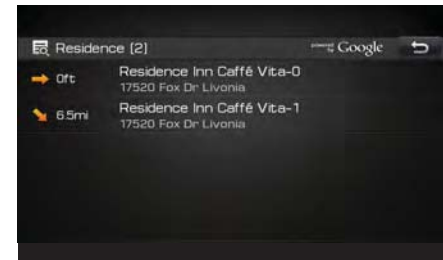 Residence (2)
powered by Google
0ft
Residence Inn Caffé Vita-0
17520 Fox Dr Livonia
6.5mi
Residence Inn Caffé Vita-1
17520 Fox Dr Livonia